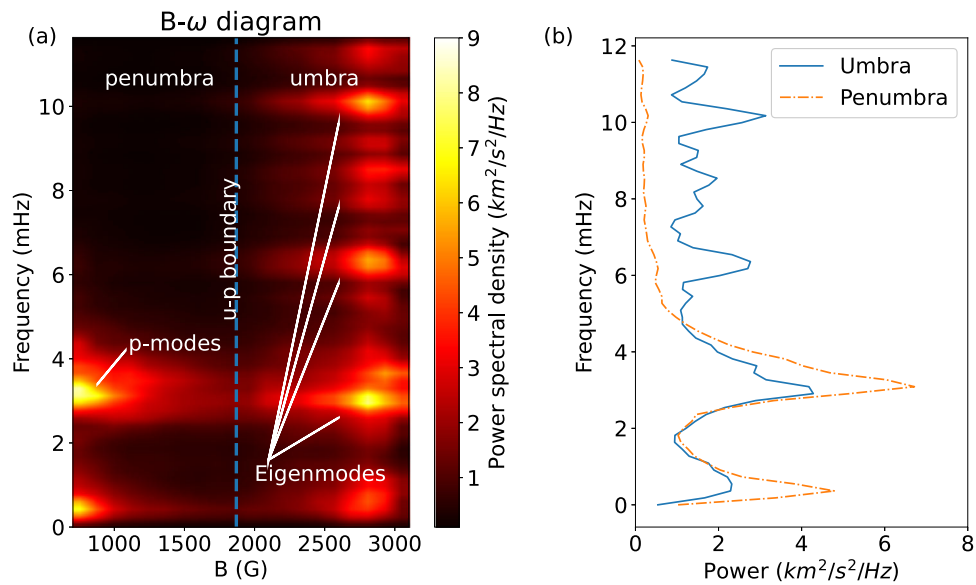 B-ω diagram
(a)
penumbra
umbra
u-p boundary
p-modes
Eigenmodes
0
2
4
6
8
10
Frequency (mHz)
1000
1500
2000
2500
3000
B (G)
9
8
7
6
5
4
3
2
1
Power spectral density (km²/s²/Hz)
(b)
Umbra
Penumbra
12
10
8
6
4
2
0
Frequency (mHz)
0
2
4
6
8
Power (km²/s²/Hz)